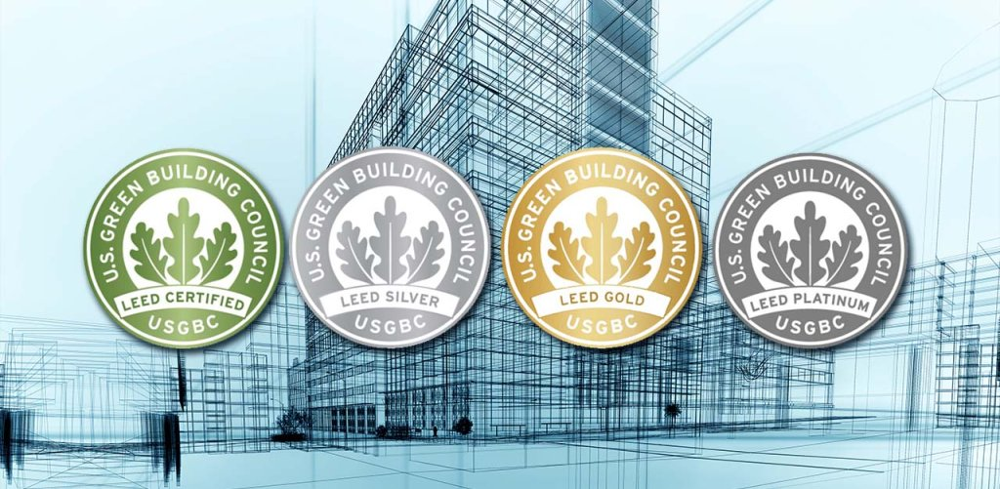 U.S. GREEN BUILDING COUNCIL
LEED CERTIFIED
USGBC
U.S. GREEN BUILDING COUNCIL
LEED SILVER
USGBC
U.S. GREEN BUILDING COUNCIL
LEED GOLD
USGBC
U.S. GREEN BUILDING COUNCIL
LEED PLATINUM
USGBC